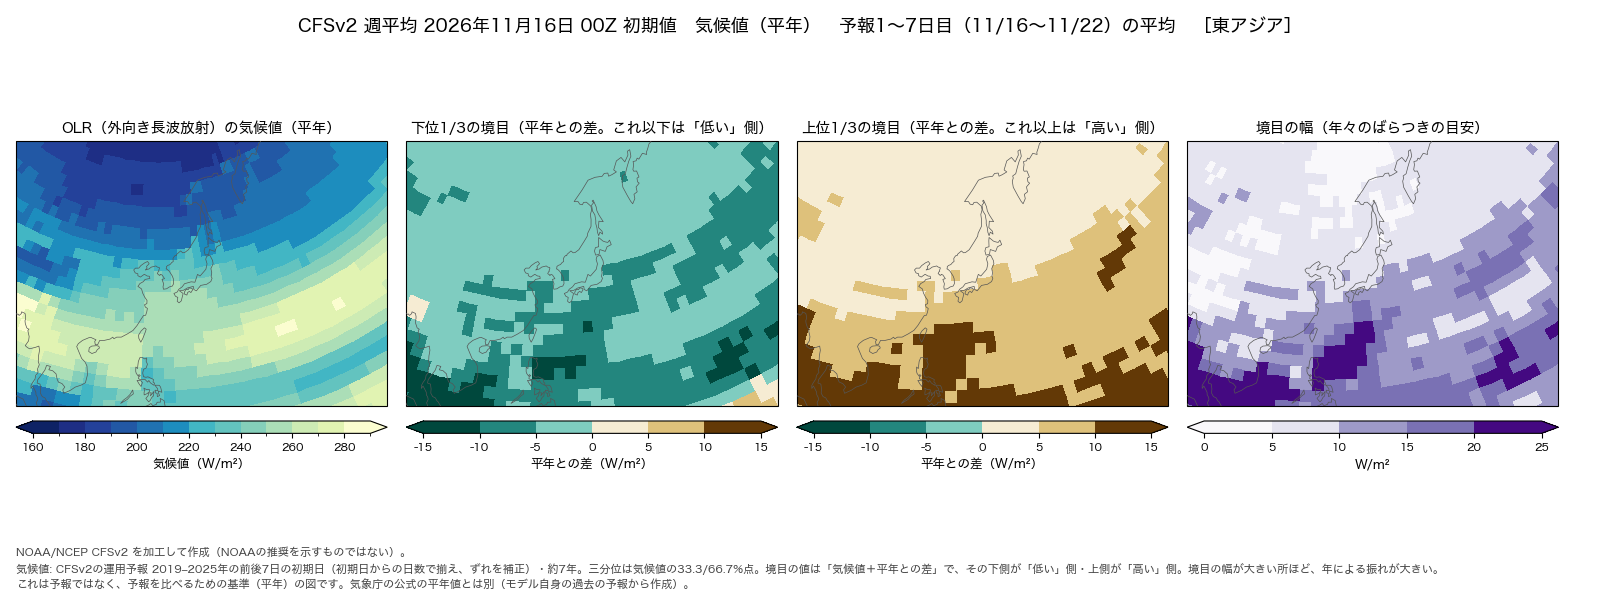 CFSv2 週平均 2026年11月16日 00Z 初期値　気候値（平年）　予報1～7日目（11/16～11/22）の平均　［東アジア］
OLR（外向き長波放射）の気候値（平年）
下位1/3の境目（平年との差。これ以下は「低い」側）
上位1/3の境目（平年との差。これ以上は「高い」側）
境目の幅（年々のばらつきの目安）
160 180 200 220 240 260 280
気候値（W/m²）
-15 -10 -5 0 5 10 15
平年との差（W/m²）
-15 -10 -5 0 5 10 15
平年との差（W/m²）
0 5 10 15 20 25
W/m²
NOAA/NCEP CFSv2 を加工して作成（NOAAの推奨を示すものではない）。
気候値: CFSv2の運用予報 2019–2025年の前後7日の初期日（初期日からの日数で揃え、ずれを補正）・約7年。三分位は気候値の33.3/66.7%点。境目の値は「気候値＋平年との差」で、その下側が「低い」側・上側が「高い」側。境目の幅が大きい所ほど、年による振れが大きい。
これは予報ではなく、予報を比べるための基準（平年）の図です。気象庁の公式の平年値とは別（モデル自身の過去の予報から作成）。